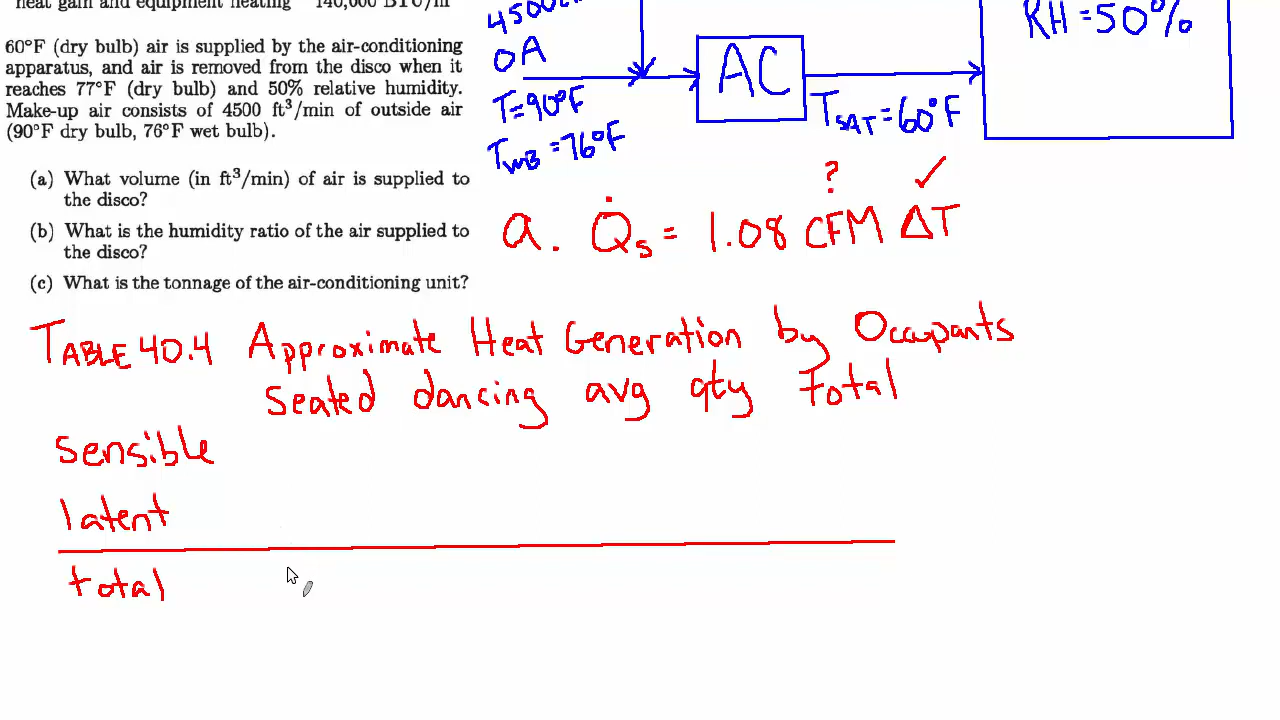 heat gain and equipment heating 140,000 BTU/hr
60°F (dry bulb) air is supplied by the air-conditioning
apparatus, and air is removed from the disco when it
reaches 77°F (dry bulb) and 50% relative humidity.
Make-up air consists of 4500 ft³/min of outside air
(90°F dry bulb, 76°F wet bulb).
(a) What volume (in ft³/min) of air is supplied to
the disco?
(b) What is the humidity ratio of the air supplied to
the disco?
(c) What is the tonnage of the air-conditioning unit?
OA
T=90°F
T_WB=76°F
AC
T_SAT=60°F
RH=50%
? ✓
a. Q̇_s = 1.08 CFM ΔT
TABLE 40.4 Approximate Heat Generation by Occupants
seated dancing avg qty total
sensible
latent
total